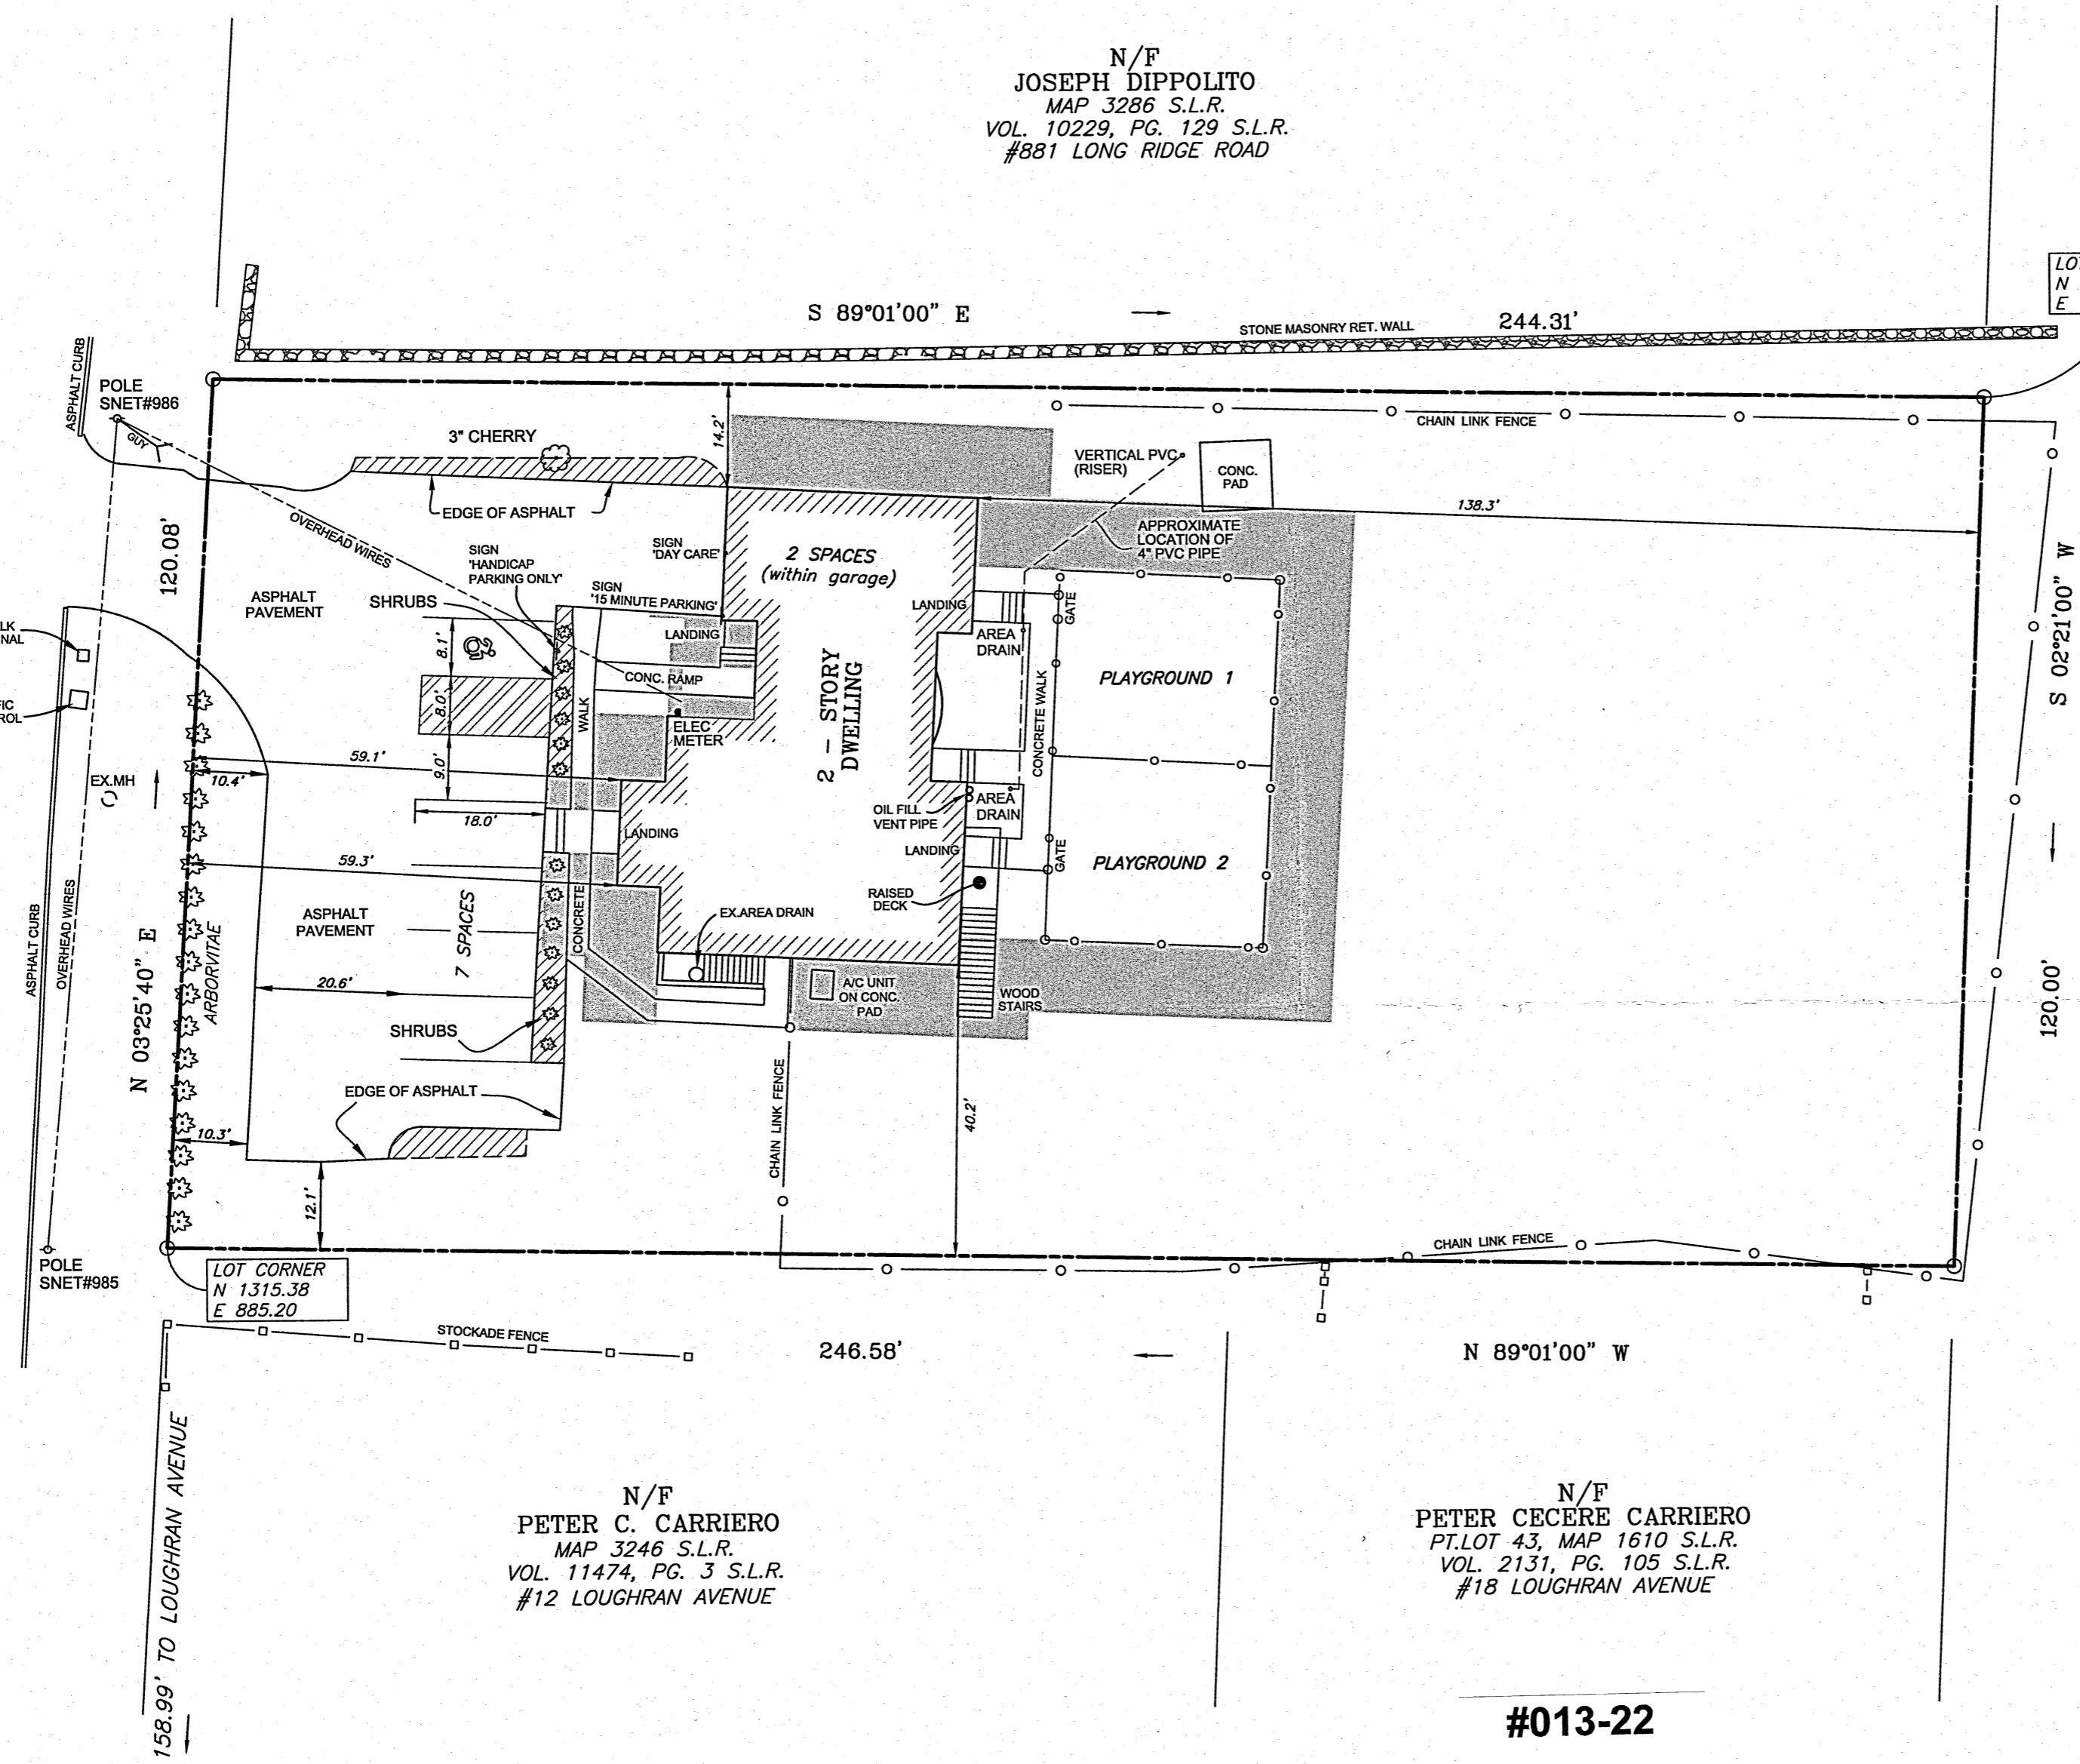 N/F
JOSEPH DIPPOLITO
MAP 3286 S.L.R.
VOL. 10229, PG. 129 S.L.R.
#881 LONG RIDGE ROAD
LO
N
E
S 89°01'00" E
244.31'
STONE MASONRY RET. WALL
ASPHALT CURB
POLE
SNET#986
GUY
3" CHERRY
14.2'
CHAIN LINK FENCE
VERTICAL PVC
(RISER)
CONC.
PAD
138.3'
120.08'
EDGE OF ASPHALT
OVERHEAD WIRES
SIGN
'HANDICAP
PARKING ONLY'
SIGN
'DAY CARE'
2 SPACES
(within garage)
APPROXIMATE
LOCATION OF
4" PVC PIPE
S 02°21'00" W
ASPHALT
PAVEMENT
SHRUBS
SIGN
'15 MINUTE PARKING'
LANDING
LANDING
GATE
AREA
DRAIN
LK
NAL
8.1'
CONC. RAMP
2 - STORY
DWELLING
PLAYGROUND 1
8.0'
WALK
CONCRETE WALK
IC
ROL
ELEC
METER
59.1'
9.0'
10.4'
EX.MH
18.0'
OIL FILL
VENT PIPE
AREA
DRAIN
LANDING
LANDING
GATE
59.3'
PLAYGROUND 2
RAISED
DECK
ASPHALT CURB
OVERHEAD WIRES
ARBORVITAE
ASPHALT
PAVEMENT
7 SPACES
CONCRETE
EX.AREA DRAIN
N 03°25'40" E
20.6'
A/C UNIT
ON CONC.
PAD
WOOD
STAIRS
120.00'
SHRUBS
EDGE OF ASPHALT
CHAIN LINK FENCE
40.2'
10.3'
12.1'
CHAIN LINK FENCE
POLE
SNET#985
LOT CORNER
N 1315.38
E 885.20
STOCKADE FENCE
246.58'
N 89°01'00" W
158.99' TO LOUGHRAN AVENUE
N/F
PETER C. CARRIERO
MAP 3246 S.L.R.
VOL. 11474, PG. 3 S.L.R.
#12 LOUGHRAN AVENUE
N/F
PETER CECERE CARRIERO
PT.LOT 43, MAP 1610 S.L.R.
VOL. 2131, PG. 105 S.L.R.
#18 LOUGHRAN AVENUE
#013-22